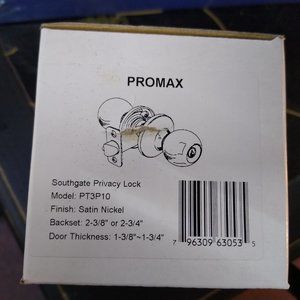 PROMAX
Southgate Privacy Lock
Model: PT3P10
Finish: Satin Nickel
Backset: 2-3/8" or 2-3/4"
Door Thickness: 1-3/8"~1-3/4"
7 96309 63053 5